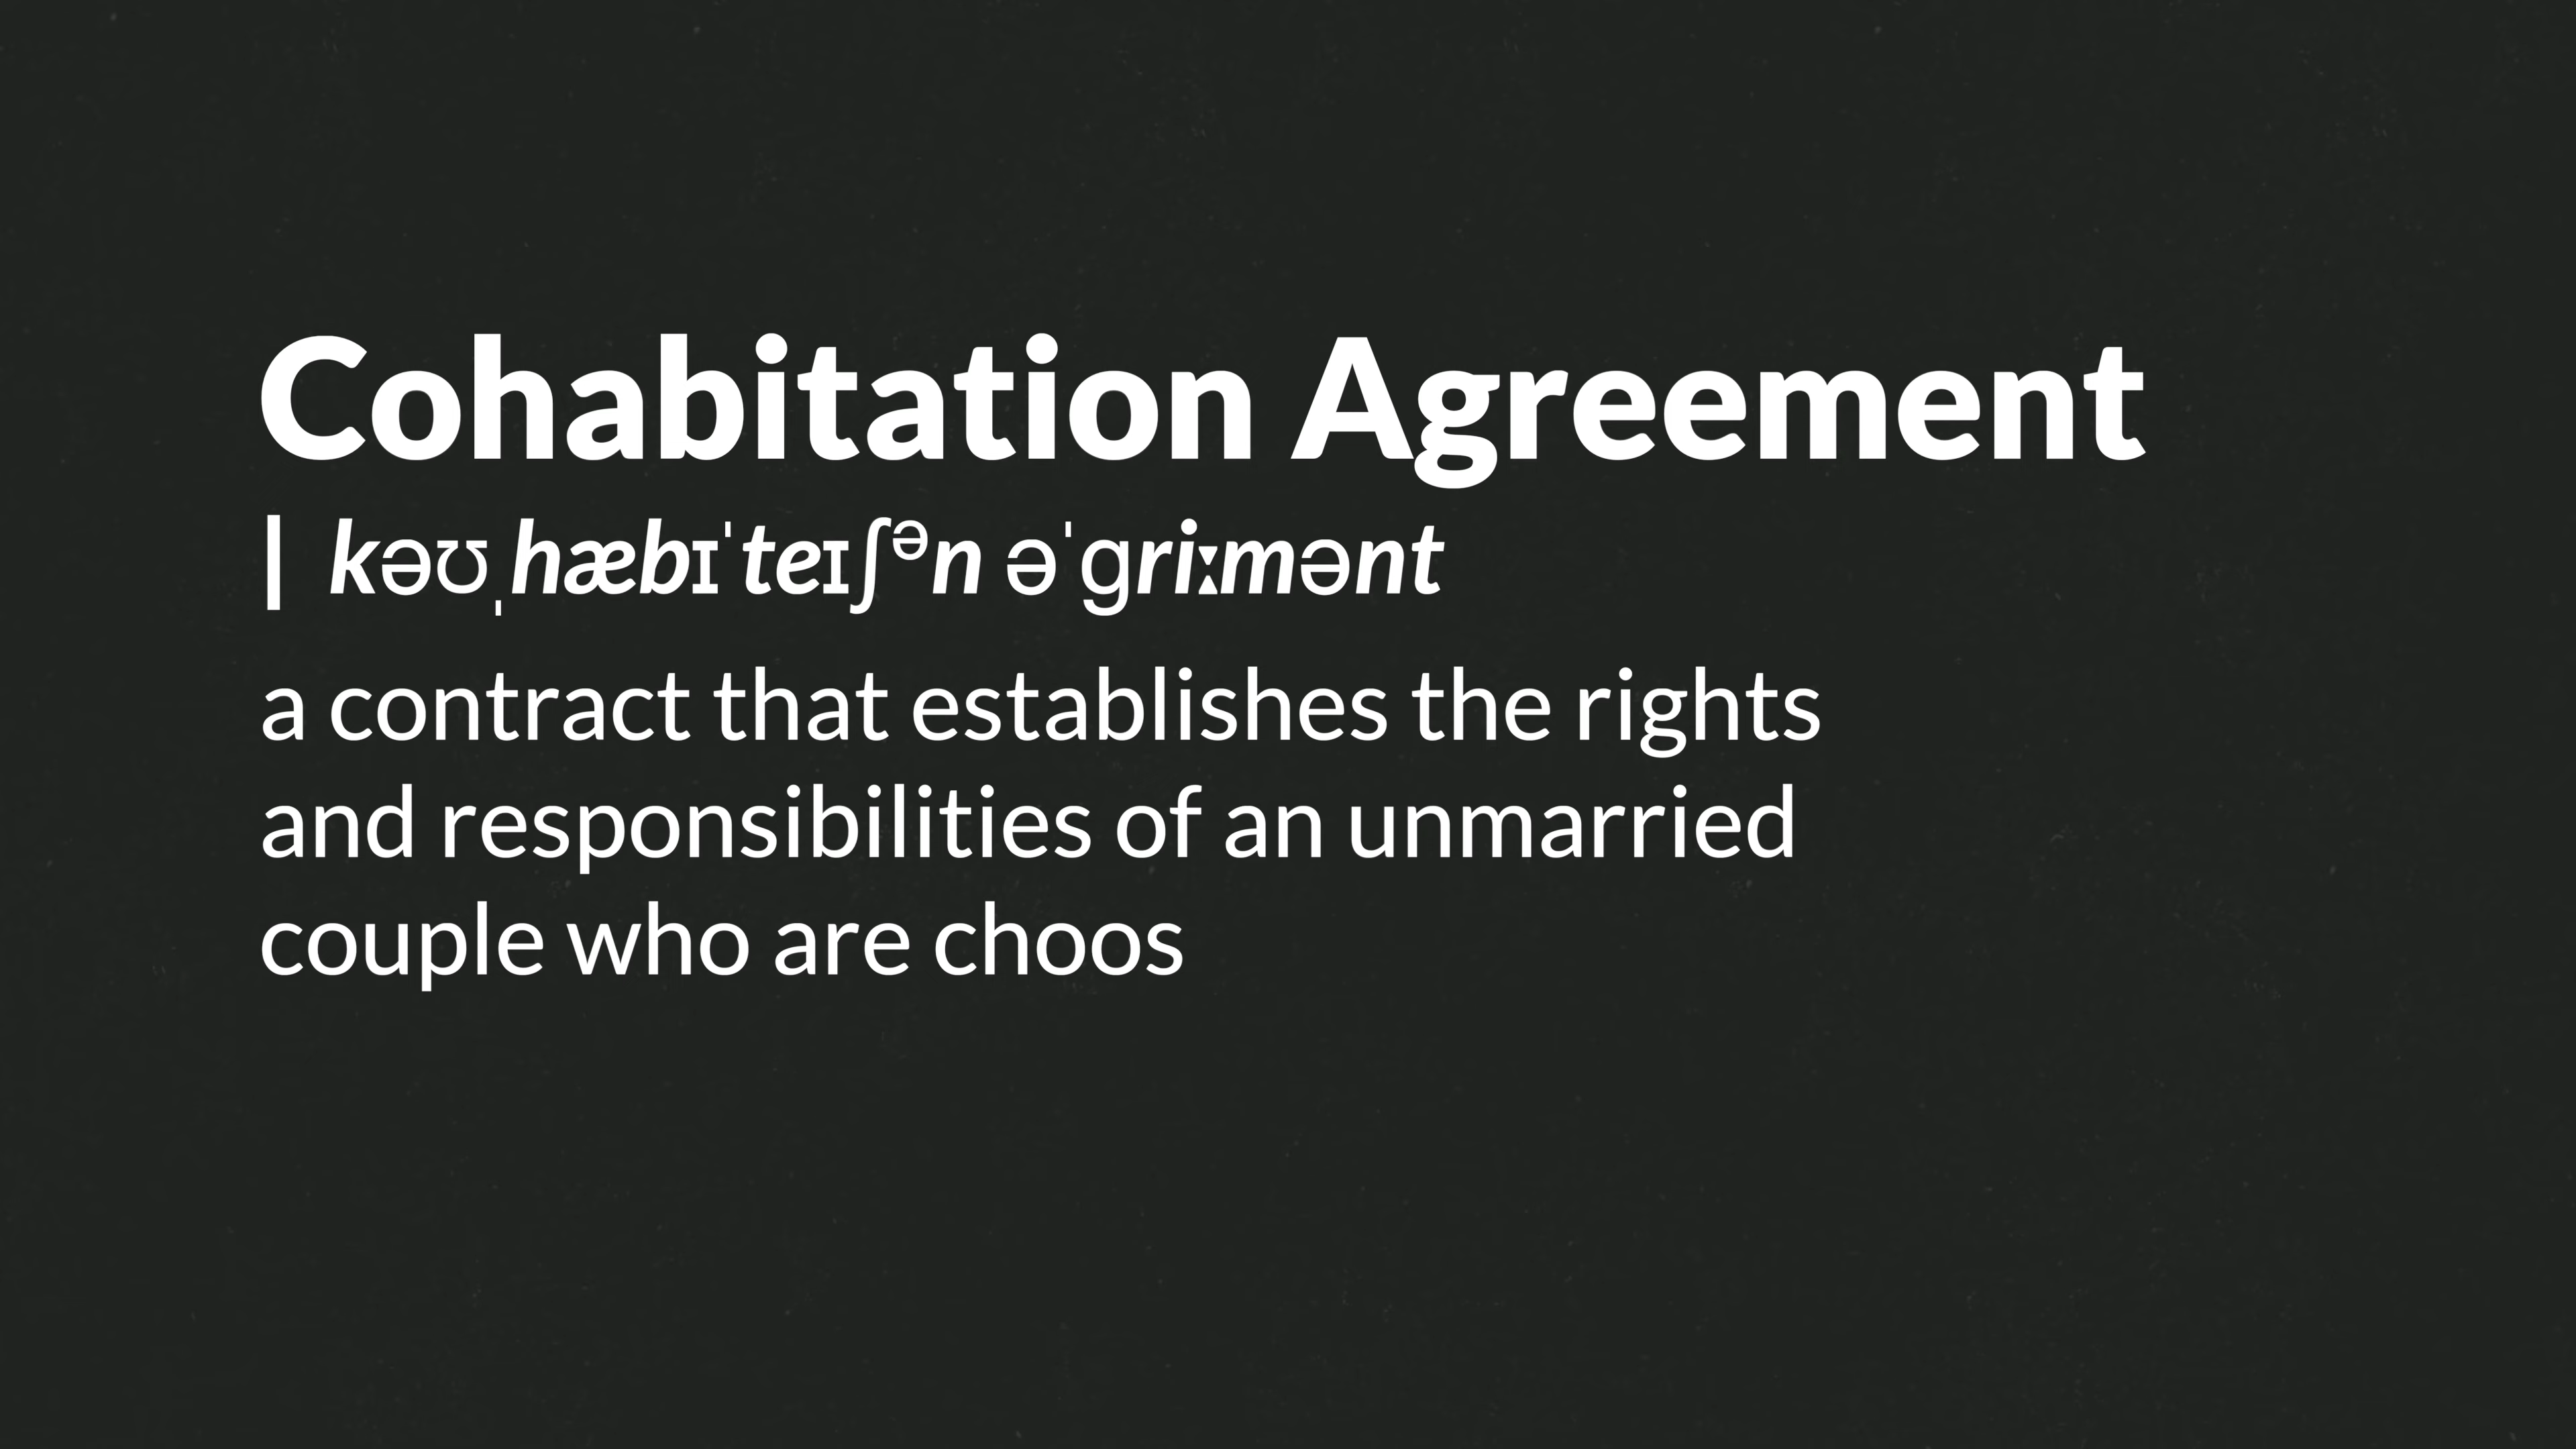 Cohabitation Agreement
| kəʊˌhæbɪˈteɪʃᵊn əˈɡriːmənt
a contract that establishes the rights
and responsibilities of an unmarried
couple who are choos